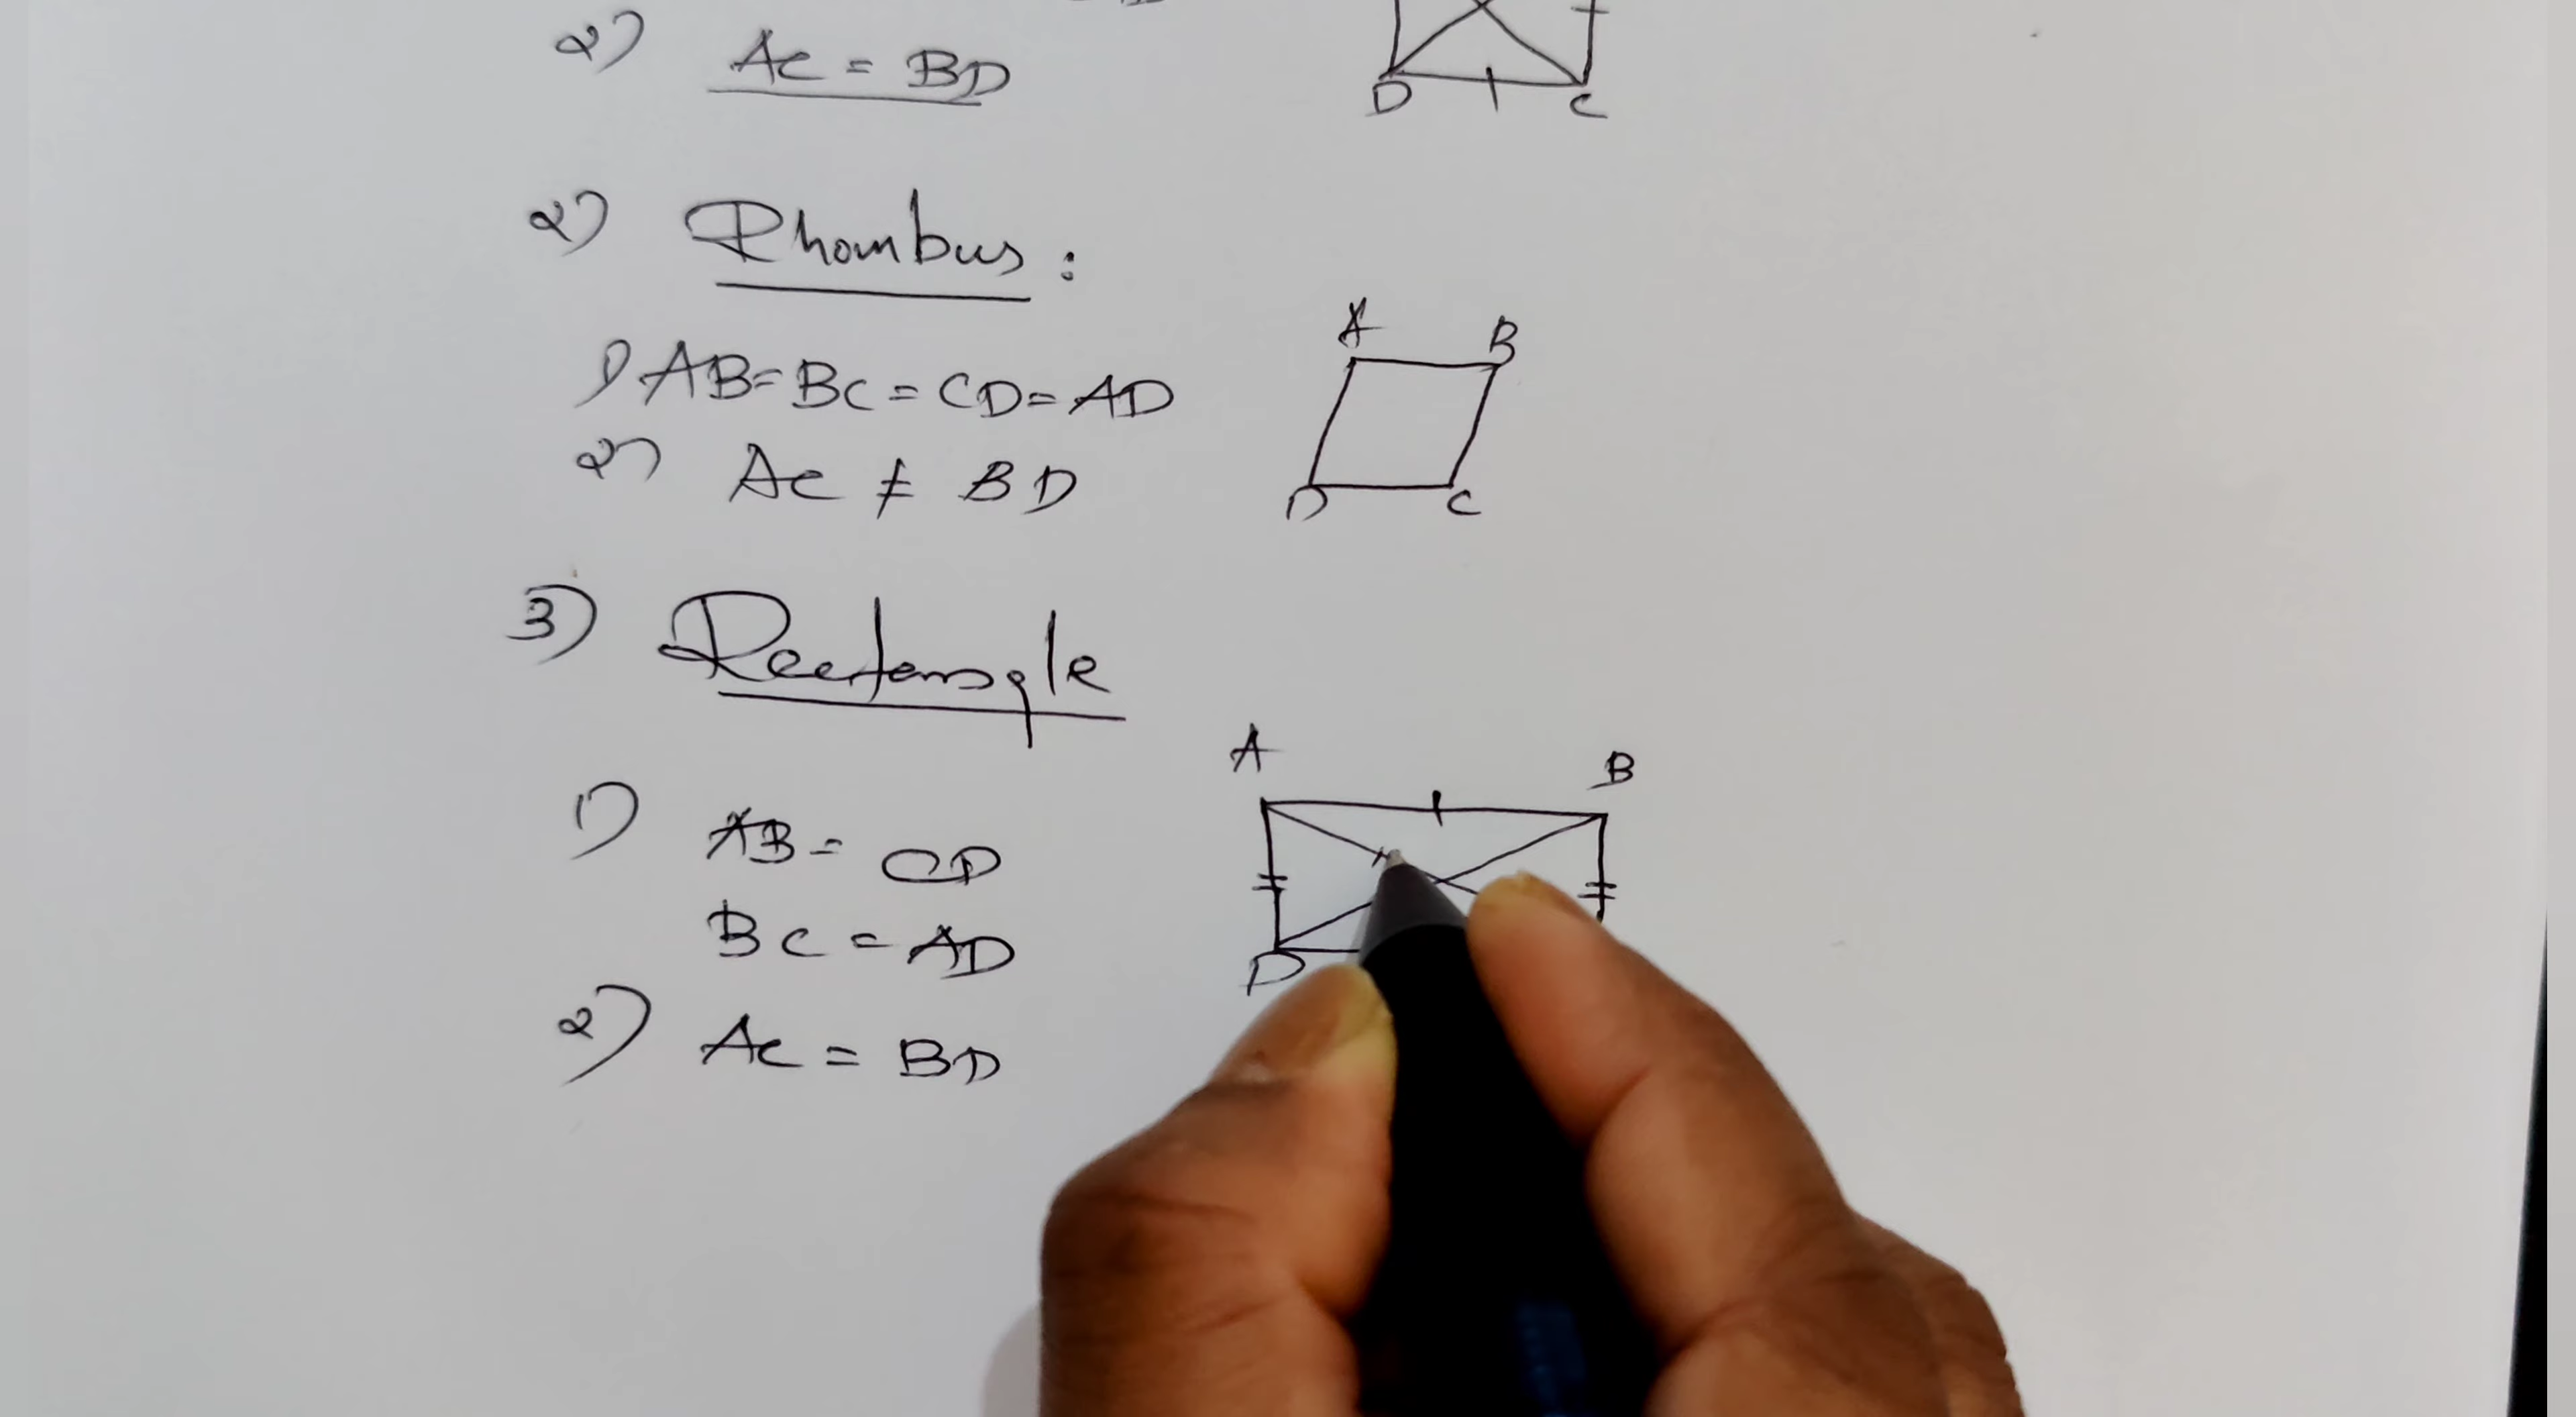 2) AC = BD
D C
2) Rhombus :
A B
1) AB = BC = CD = AD
2) AC ≠ BD
D C
3) Rectangle
A B
1) AB = CD
BC = AD
D
2) AC = BD